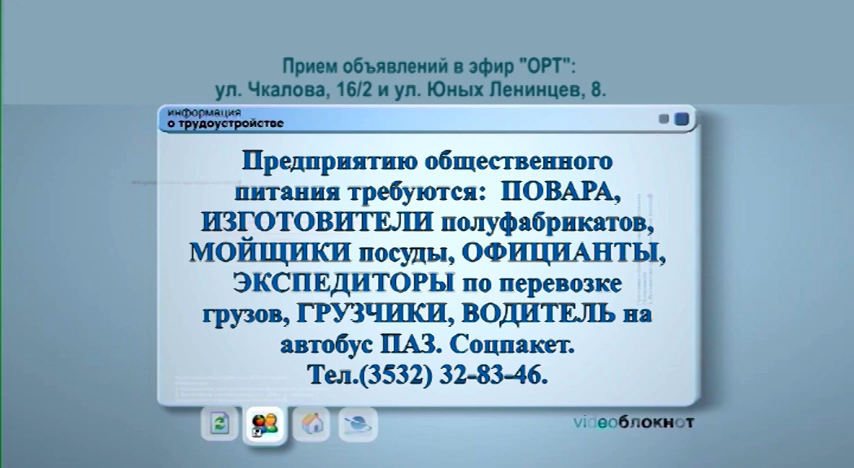 Прием объявлений в эфир "ОРТ":
ул. Чкалова, 16/2 и ул. Юных Ленинцев, 8.
информация
о трудоустройстве
Предприятию общественного
питания требуются: ПОВАРА,
ИЗГОТОВИТЕЛИ полуфабрикатов,
МОЙЩИКИ посуды, ОФИЦИАНТЫ,
ЭКСПЕДИТОРЫ по перевозке
грузов, ГРУЗЧИКИ, ВОДИТЕЛЬ на
автобус ПАЗ. Соцпакет.
Тел.(3532) 32-83-46.
videoблокнот